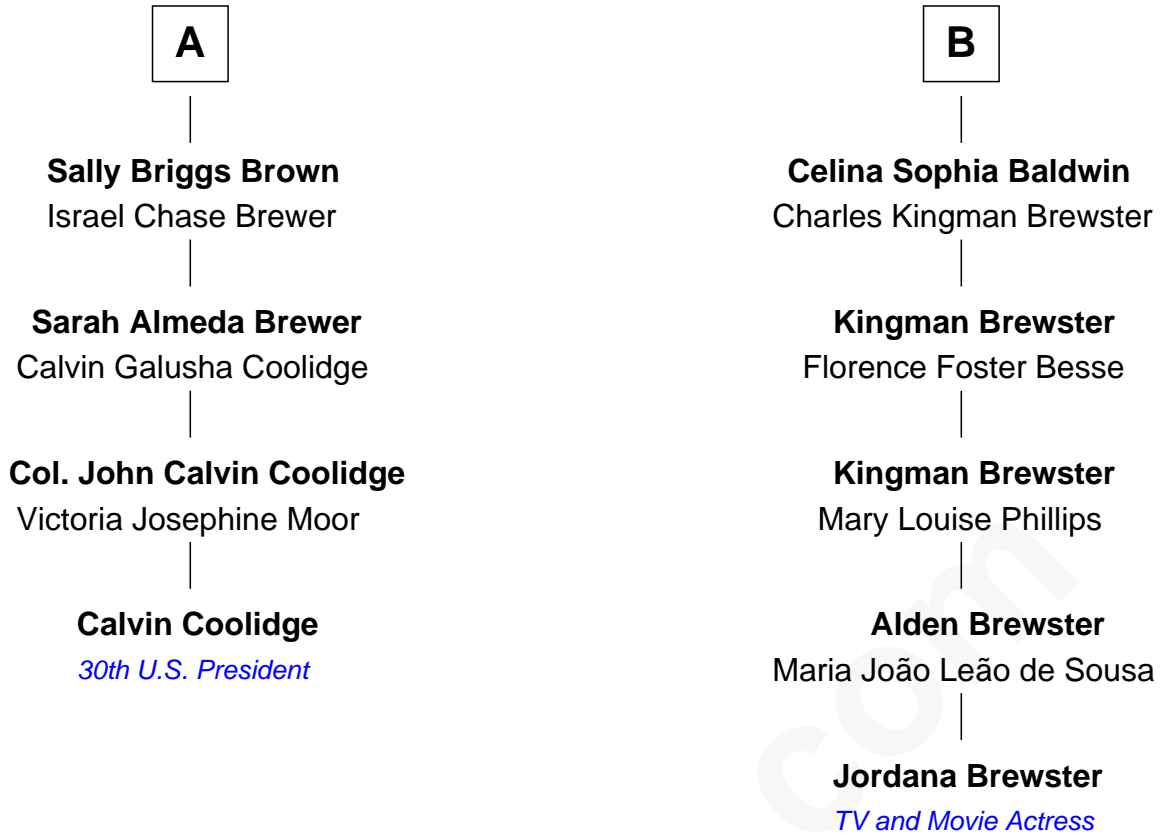 A
Sally Briggs Brown
Israel Chase Brewer
Sarah Almeda Brewer
Calvin Galusha Coolidge
Col. John Calvin Coolidge
Victoria Josephine Moor
Calvin Coolidge
30th U.S. President
B
Celina Sophia Baldwin
Charles Kingman Brewster
Kingman Brewster
Florence Foster Besse
Kingman Brewster
Mary Louise Phillips
Alden Brewster
Maria João Leão de Sousa
Jordana Brewster
TV and Movie Actress
com